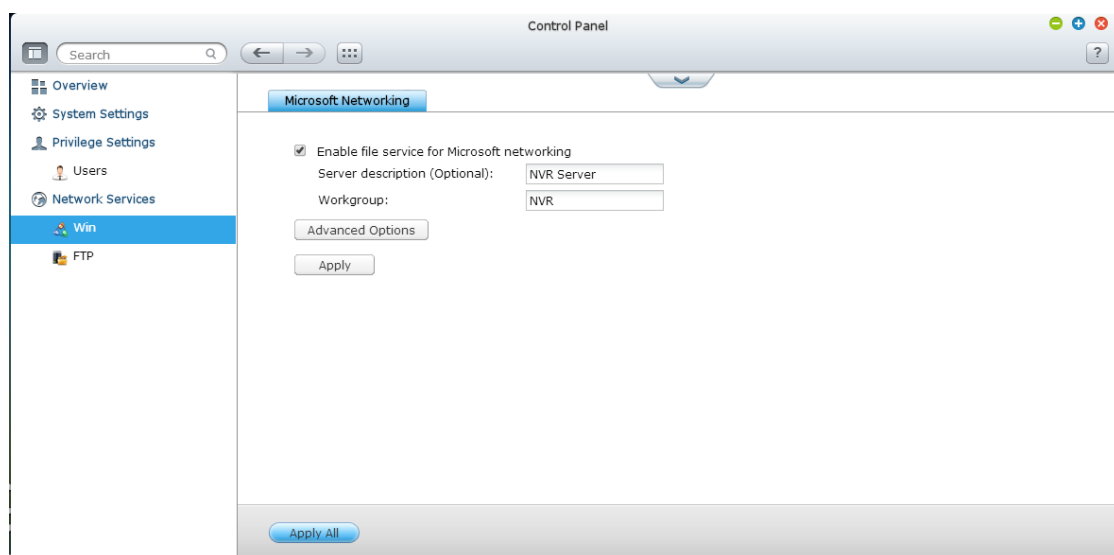 Control Panel
Search
?
Overview
System Settings
Privilege Settings
Users
Network Services
Win
FTP
Microsoft Networking
Enable file service for Microsoft networking
Server description (Optional): NVR Server
Workgroup: NVR
Advanced Options
Apply
Apply All